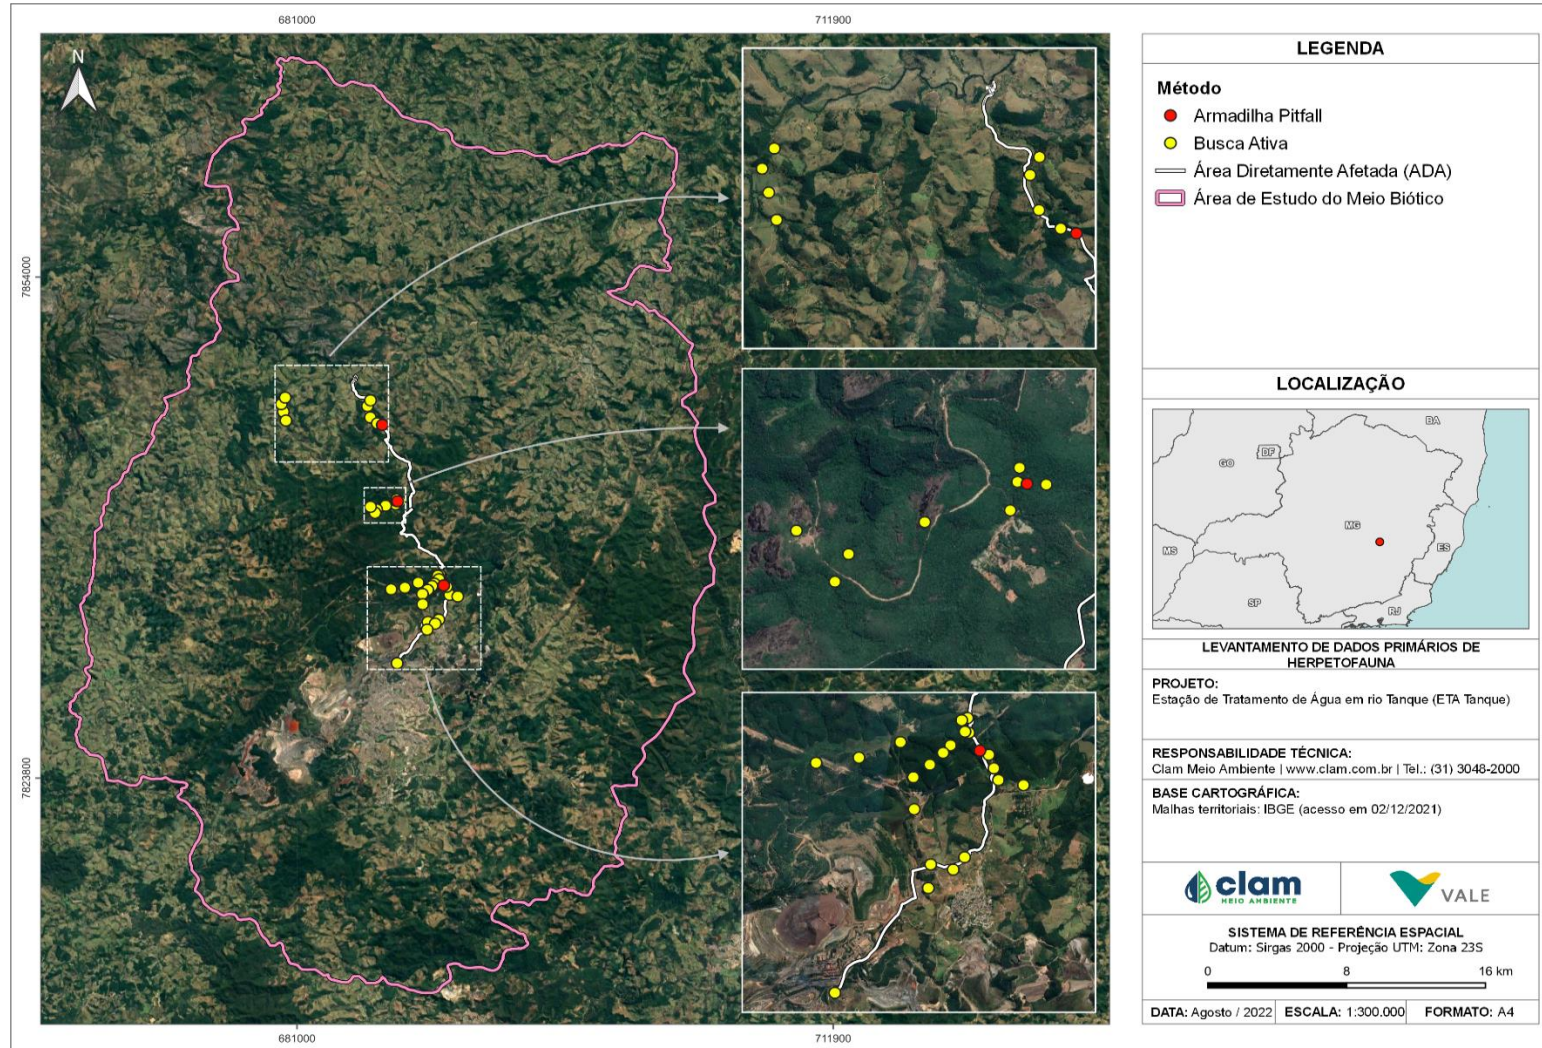 681000
711900
N
7854000
7823800
681000
711900
LEGENDA
Método
Armadilha Pitfall
Busca Ativa
Área Diretamente Afetada (ADA)
Área de Estudo do Meio Biótico
LOCALIZAÇÃO
BA
GO
DF
MG
MS
ES
SP
RJ
LEVANTAMENTO DE DADOS PRIMÁRIOS DE
HERPETOFAUNA
PROJETO:
Estação de Tratamento de Água em rio Tanque (ETA Tanque)
RESPONSABILIDADE TÉCNICA:
Clam Meio Ambiente | www.clam.com.br | Tel.: (31) 3048-2000
BASE CARTOGRÁFICA:
Malhas territoriais: IBGE (acesso em 02/12/2021)
clam
MEIO AMBIENTE
VALE
SISTEMA DE REFERÊNCIA ESPACIAL
Datum: Sirgas 2000 - Projeção UTM: Zona 23S
0 8 16 km
DATA: Agosto / 2022 ESCALA: 1:300.000 FORMATO: A4